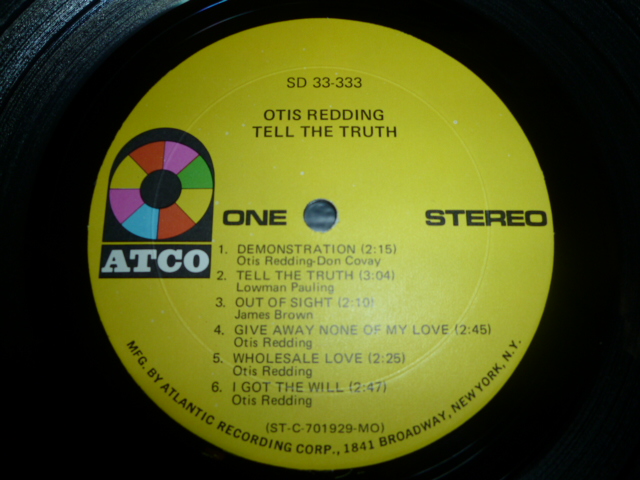 SD 33-333
OTIS REDDING
TELL THE TRUTH
ATCO
ONE
STEREO
1. DEMONSTRATION (2:15)
Otis Redding-Don Covay
2. TELL THE TRUTH (3:04)
Lowman Pauling
3. OUT OF SIGHT (2:10)
James Brown
4. GIVE AWAY NONE OF MY LOVE (2:45)
Otis Redding
5. WHOLESALE LOVE (2:25)
Otis Redding
6. I GOT THE WILL (2:47)
Otis Redding
(ST-C-701929-MO)
MFG. BY ATLANTIC RECORDING CORP., 1841 BROADWAY, NEW YORK, N.Y.